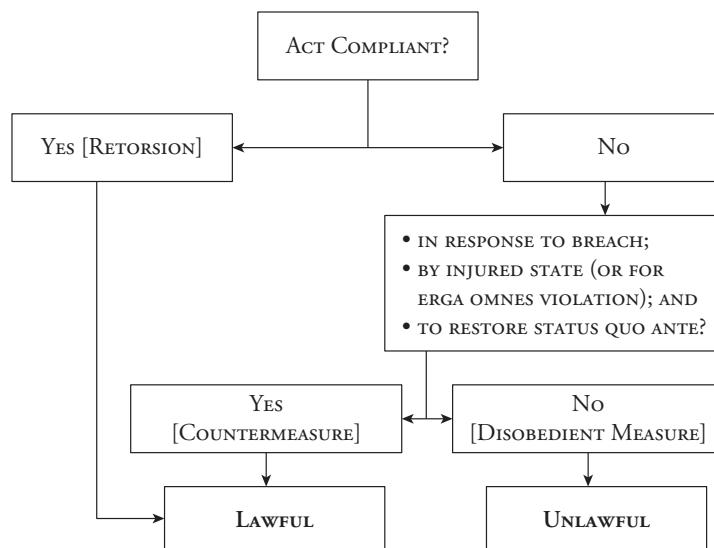 Act Compliant?
Yes [Retorsion]
No
• in response to breach;
• by injured state (or for
erga omnes violation); and
• to restore status quo ante?
Yes
[Countermeasure]
No
[Disobedient Measure]
Lawful
Unlawful